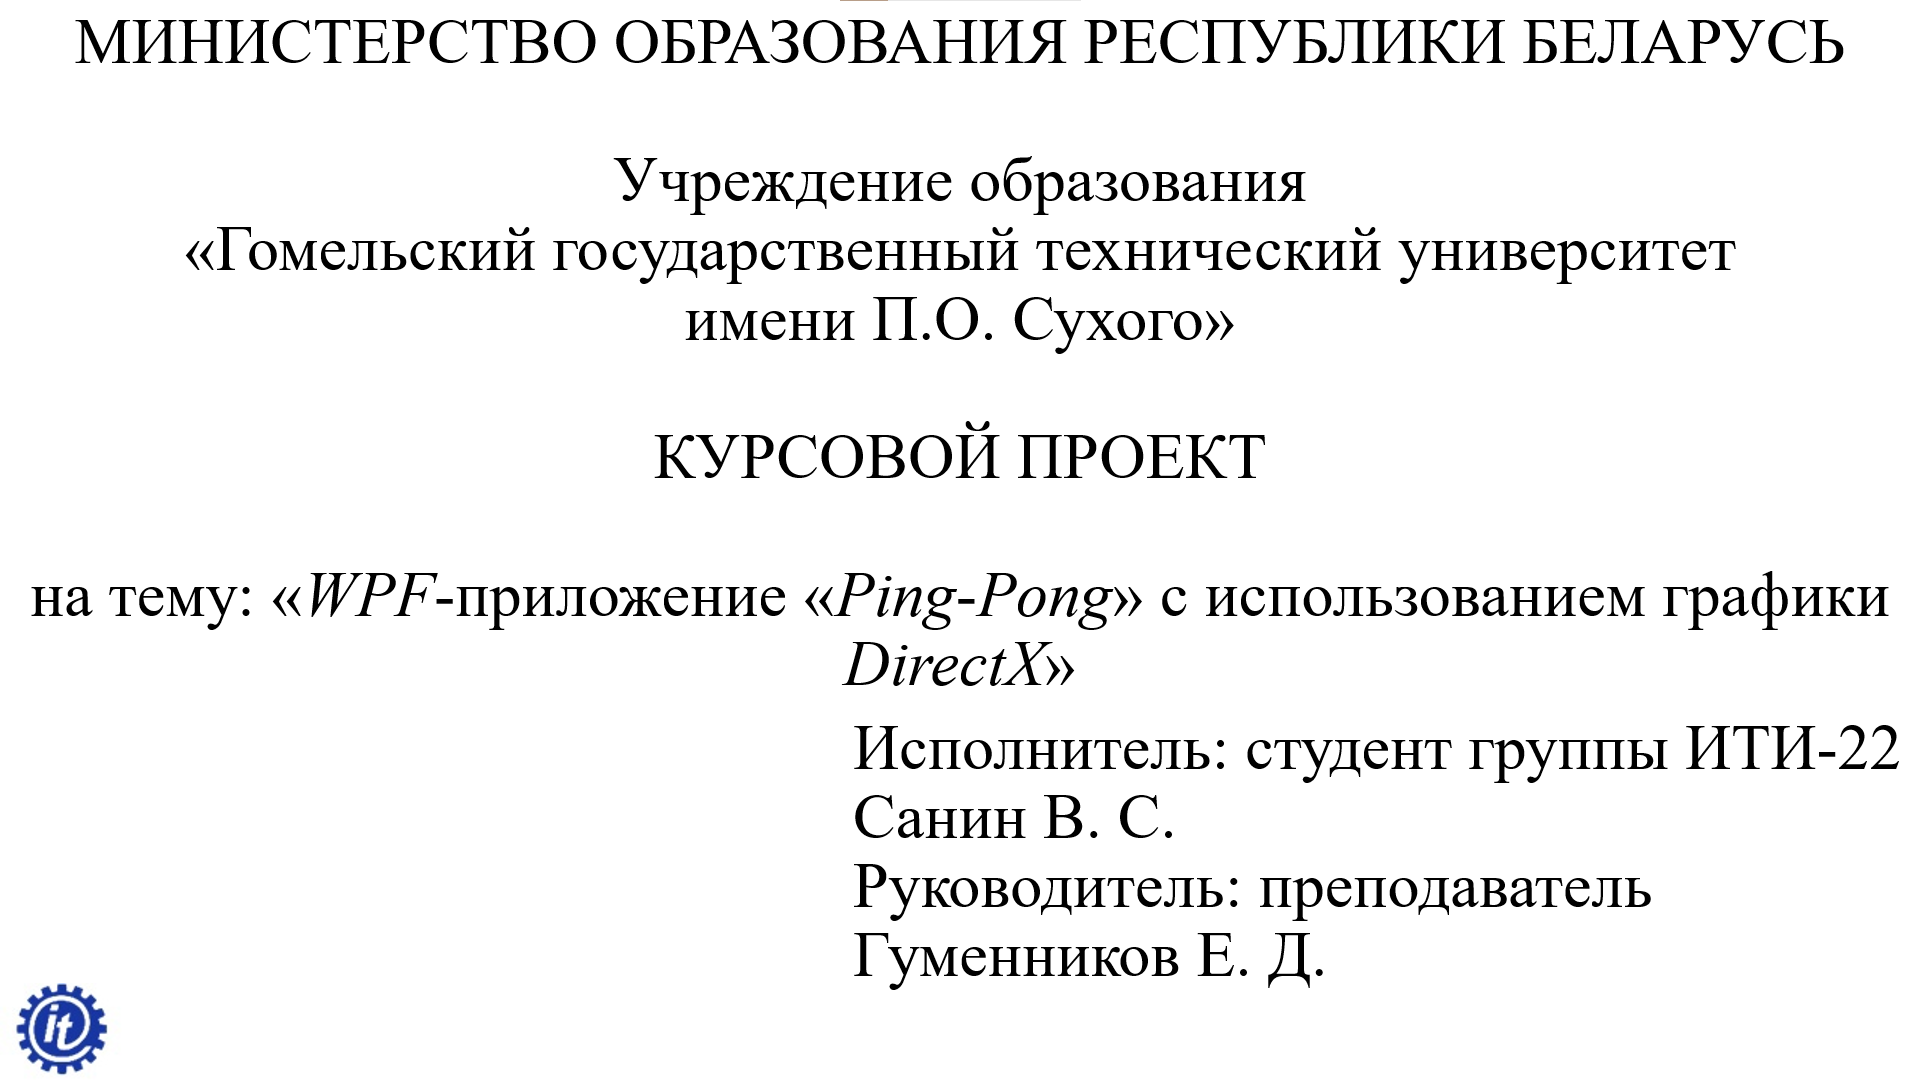 МИНИСТЕРСТВО ОБРАЗОВАНИЯ РЕСПУБЛИКИ БЕЛАРУСЬ
Учреждение образования
«Гомельский государственный технический университет
имени П.О. Сухого»
КУРСОВОЙ ПРОЕКТ
на тему: «WPF-приложение «Ping-Pong» с использованием графики
DirectX»
Исполнитель: студент группы ИТИ-22
Санин В. С.
Руководитель: преподаватель
Гуменников Е. Д.
it